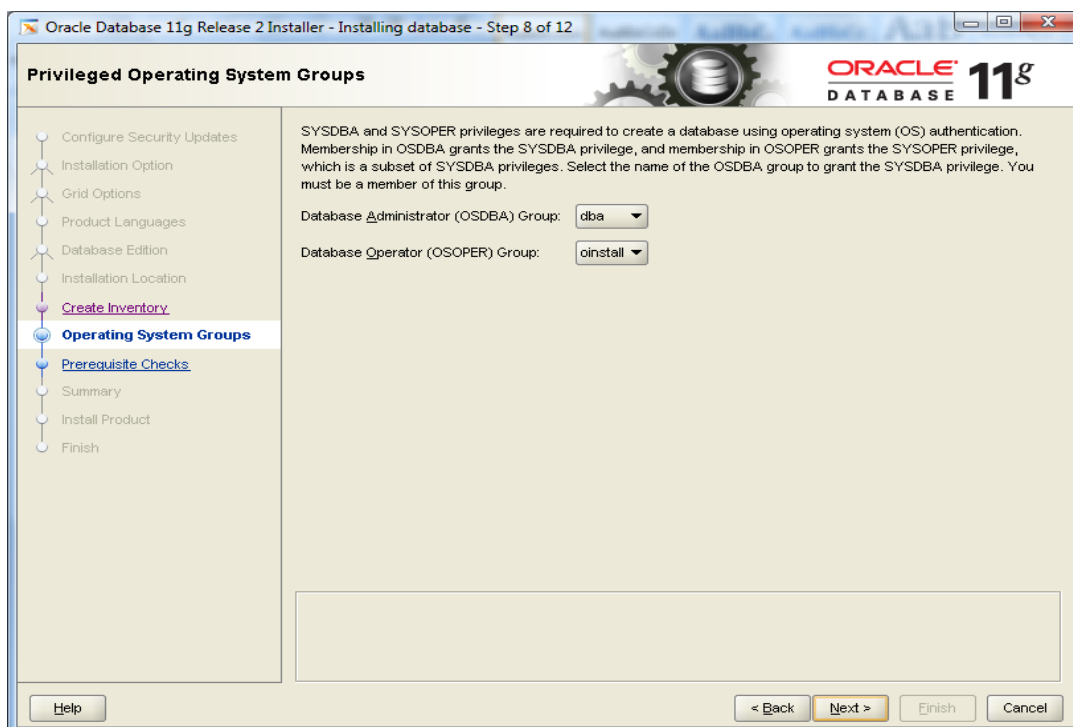 Oracle Database 11g Release 2 Installer - Installing database - Step 8 of 12
Privileged Operating System Groups
ORACLE
DATABASE 11g
Configure Security Updates
Installation Option
Grid Options
Product Languages
Database Edition
Installation Location
Create Inventory
Operating System Groups
Prerequisite Checks
Summary
Install Product
Finish
SYSDBA and SYSOPER privileges are required to create a database using operating system (OS) authentication.
Membership in OSDBA grants the SYSDBA privilege, and membership in OSOPER grants the SYSOPER privilege,
which is a subset of SYSDBA privileges. Select the name of the OSDBA group to grant the SYSDBA privilege. You
must be a member of this group.
Database Administrator (OSDBA) Group: dba
Database Operator (OSOPER) Group: oinstall
Help
< Back Next > Finish Cancel